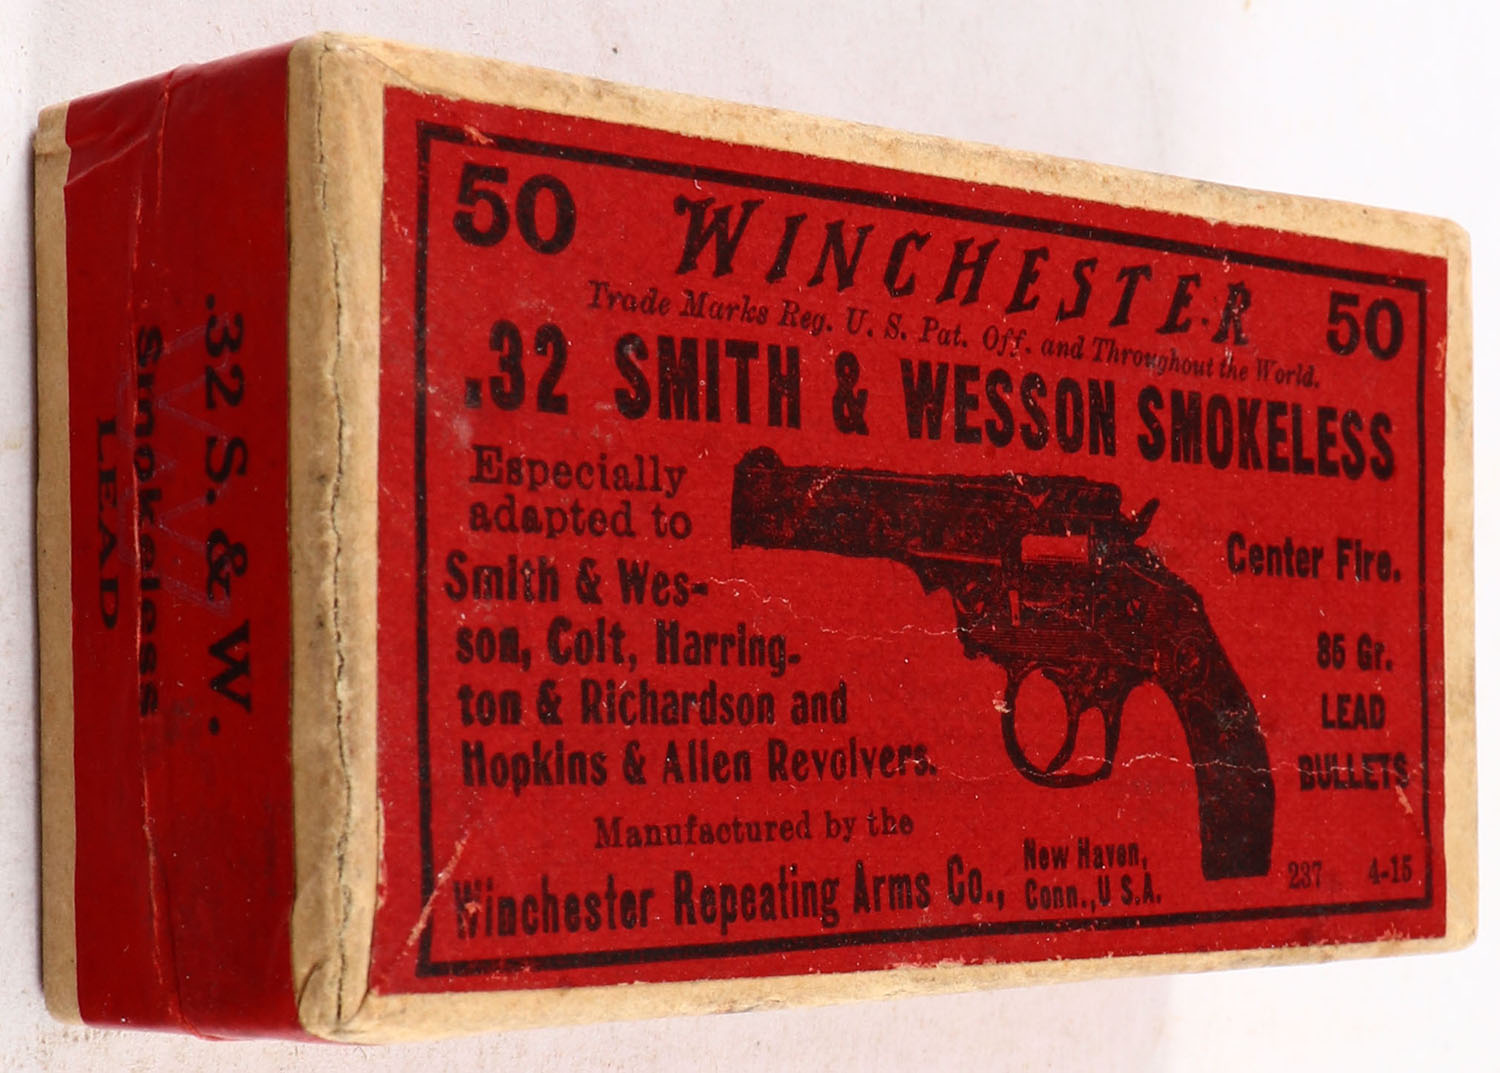 50 WINCHESTER 50
Trade Marks Reg. U. S. Pat. Off. and Throughout the World.
.32 SMITH & WESSON SMOKELESS
Especially
adapted to
Smith & Wes-
son, Colt, Harring-
ton & Richardson and
Hopkins & Allen Revolvers.
Center Fire.
85 Gr.
LEAD
BULLETS
Manufactured by the
Winchester Repeating Arms Co., New Haven,
Conn., U S.A.
237 4-15
.32 S. & W.
Smokeless
LEAD